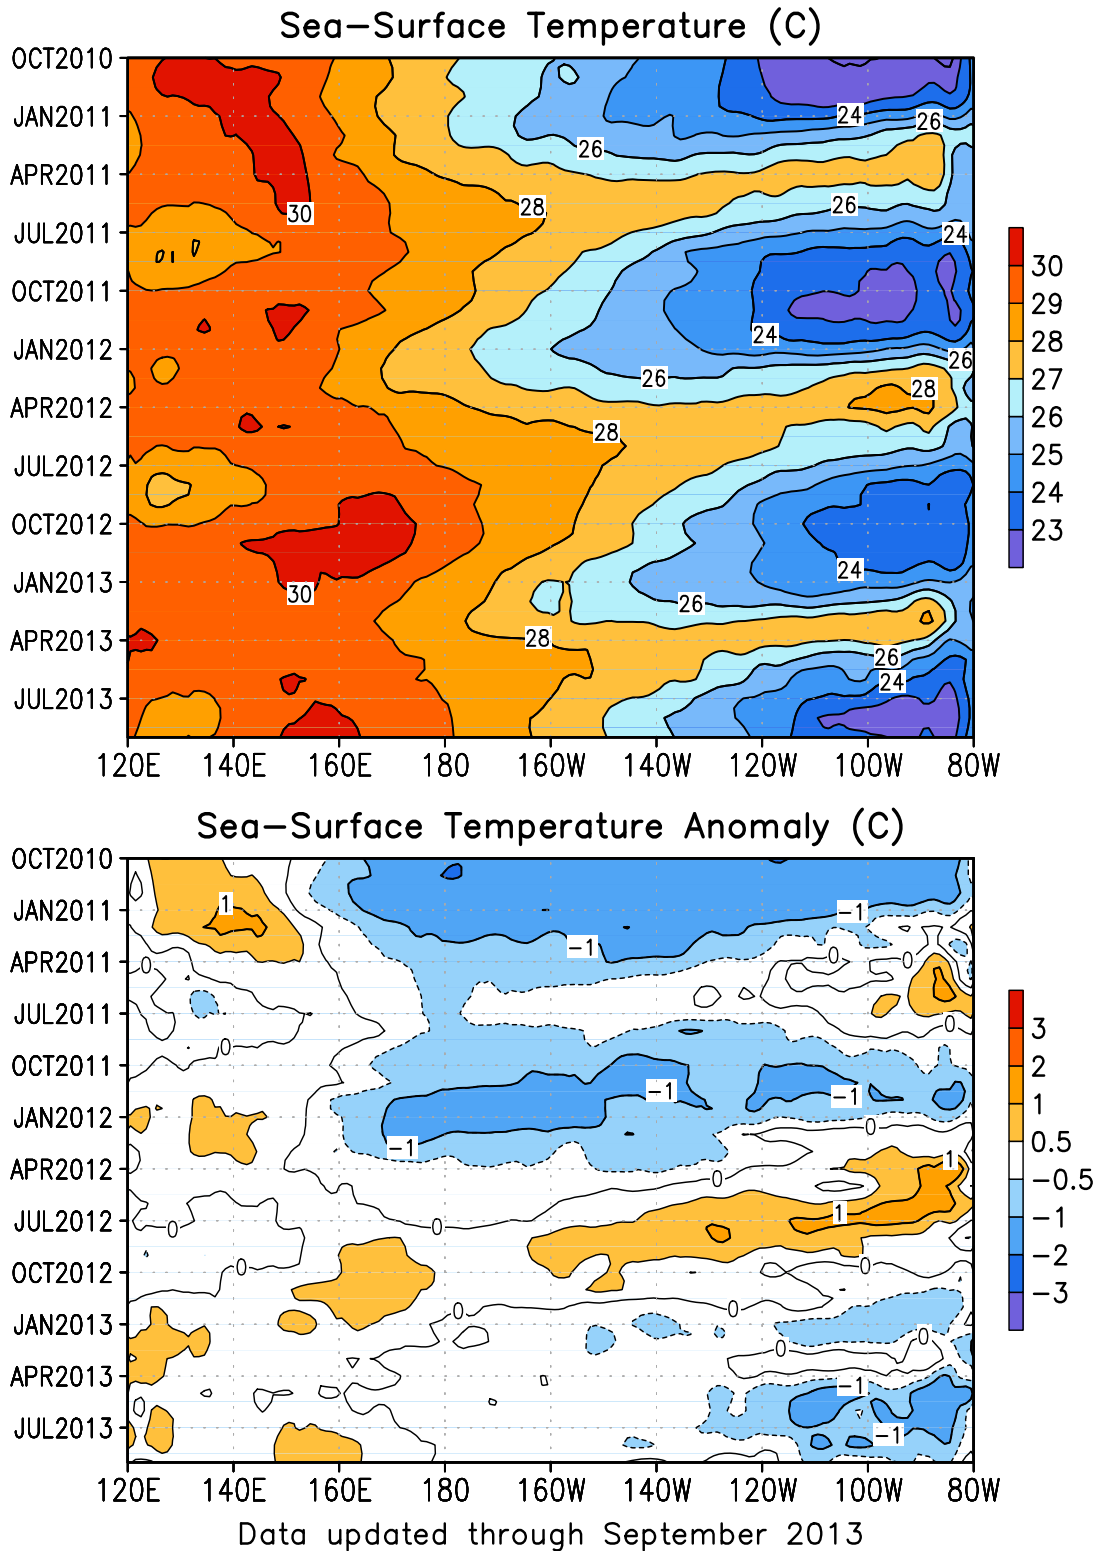 Sea-Surface Temperature (C)
OCT2010
JAN2011
24
26
26
APR2011
30
28
26
JUL2011
24
OCT2011
24
JAN2012
26
26
28
APR2012
28
JUL2012
OCT2012
24
JAN2013
30
26
28
APR2013
26
24
JUL2013
120E 140E 160E 180 160W 140W 120W 100W 80W
30
29
28
27
26
25
24
23
Sea-Surface Temperature Anomaly (C)
OCT2010
1
JAN2011
-1
-1
0
0
0
APR2011
JUL2011
0
0
OCT2011
-1
-1
JAN2012
0
-1
1
APR2012
0
1
JUL2012
0
0
0
0
OCT2012
0
0
JAN2013
0
0
APR2013
-1
JUL2013
-1
120E 140E 160E 180 160W 140W 120W 100W 80W
3
2
1
0.5
-0.5
-1
-2
-3
Data updated through September 2013